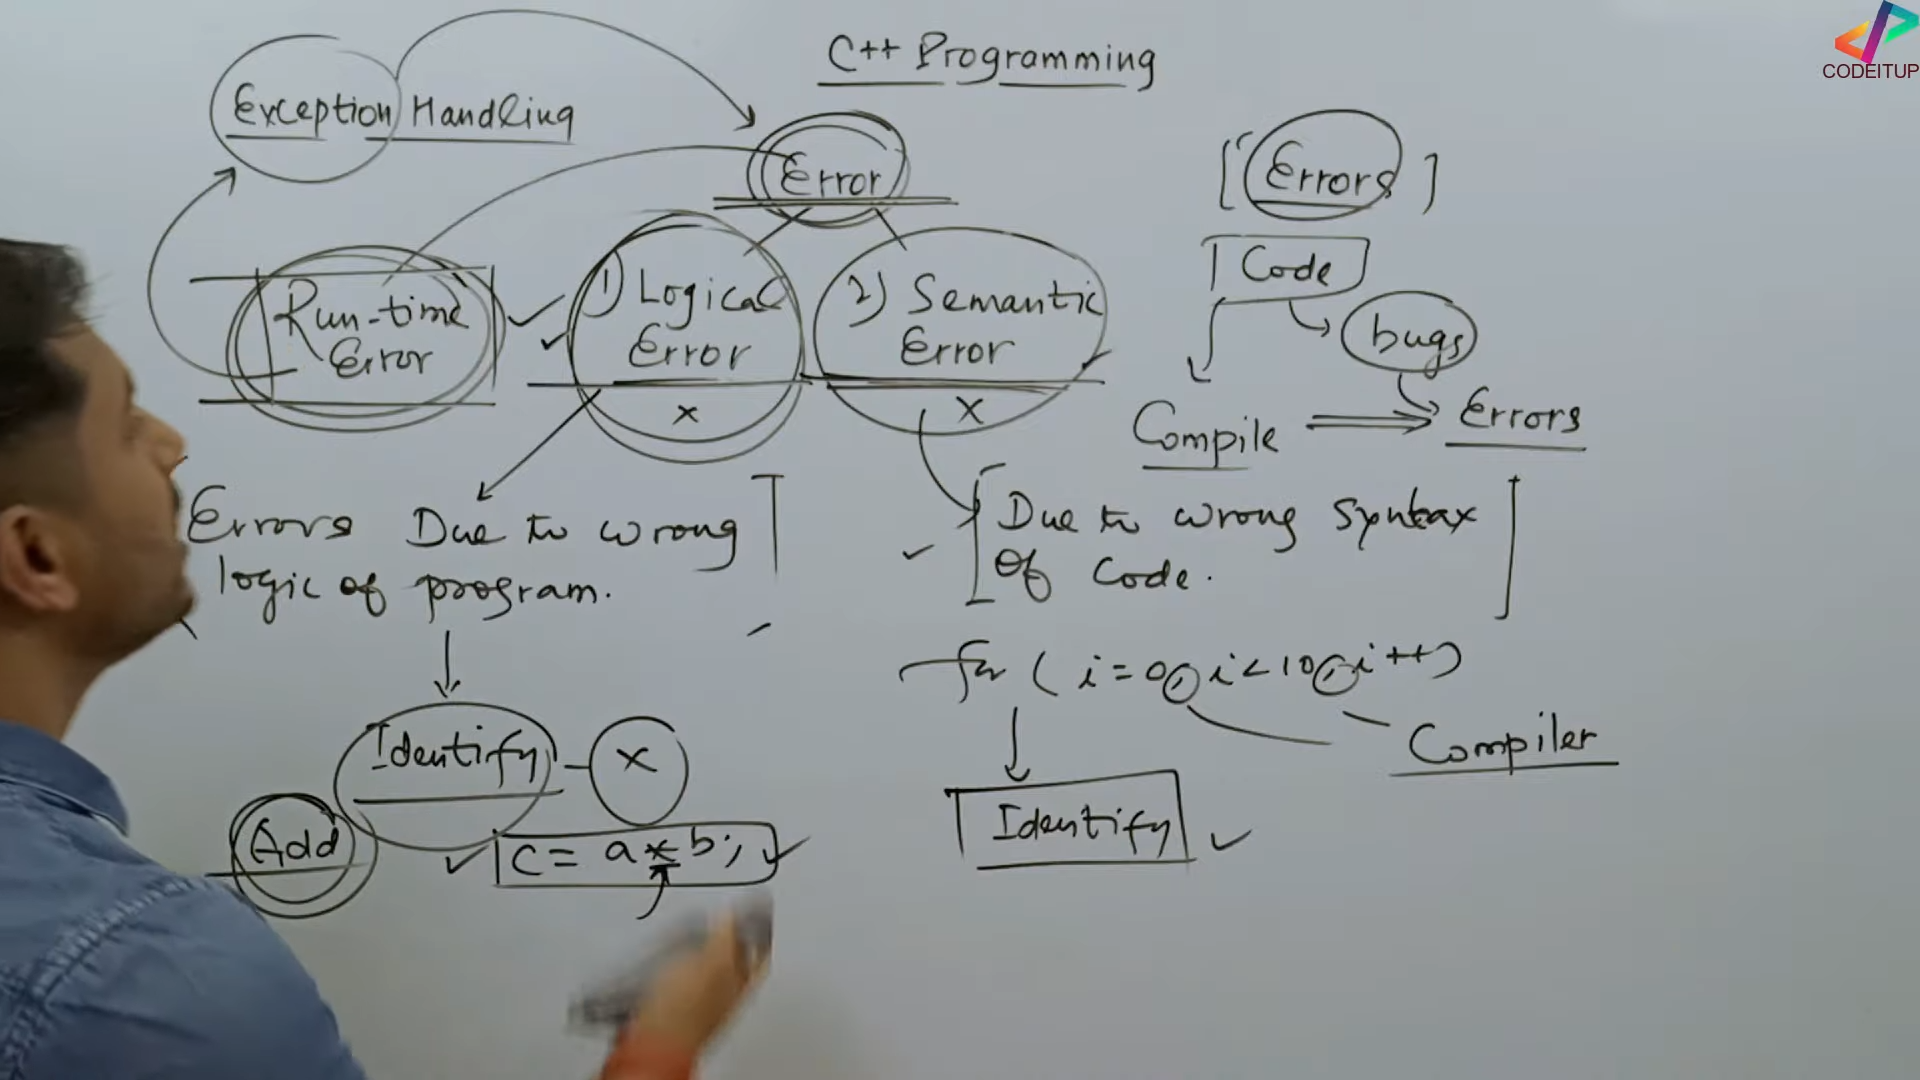 C++ Programming
CODEITUP
Exception Handling
Error
[ Errors ]
Code
bugs
Run-time
Error
1) Logical
Error
x
2) Semantic
Error
x
Compile
Errors
Errors Due to wrong
logic of program.
Due to wrong syntax
of code.
for ( i=0, i<10, i++)
Compiler
Identify
x
Add
c = a * b;
Identify